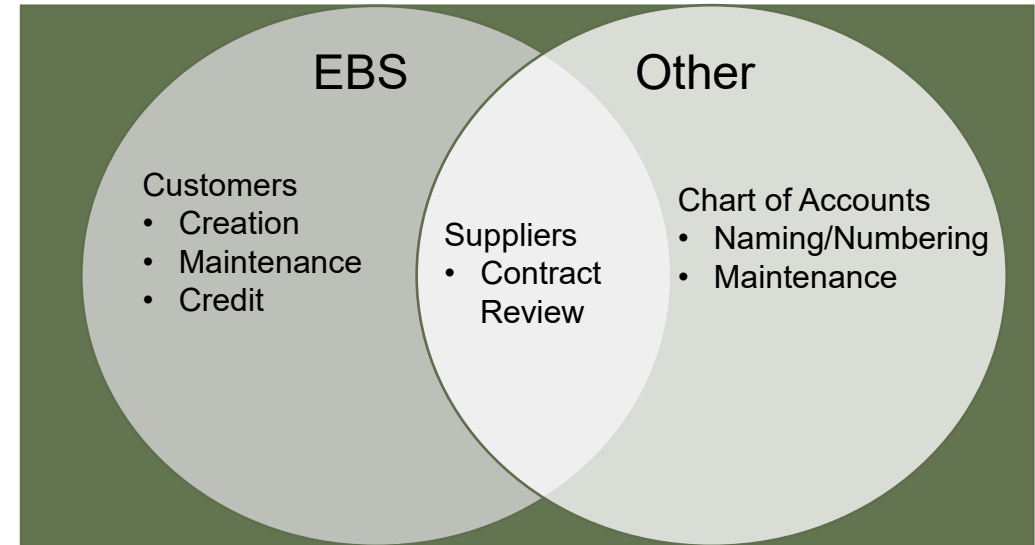 EBS
Other
Customers
• Creation
• Maintenance
• Credit
Suppliers
• Contract
Review
Chart of Accounts
• Naming/Numbering
• Maintenance